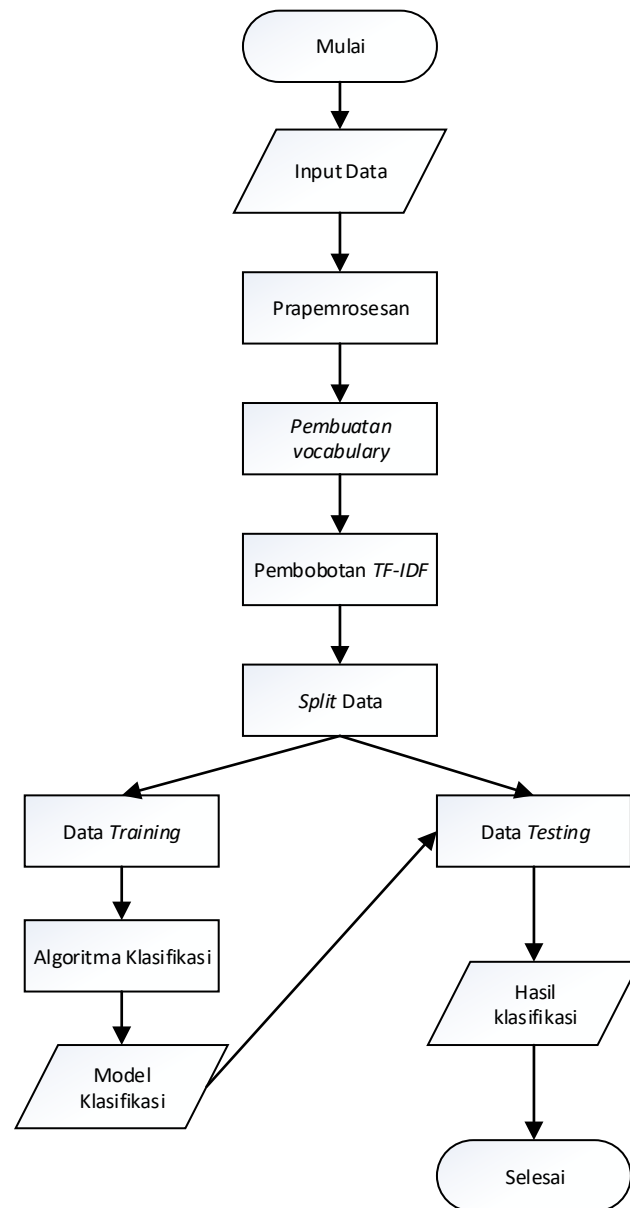 Mulai
Input Data
Prapemrosesan
Pembuatan
vocabulary
Pembobotan TF-IDF
Split Data
Data Training
Data Testing
Algoritma Klasifikasi
Hasil
klasifikasi
Model
Klasifikasi
Selesai